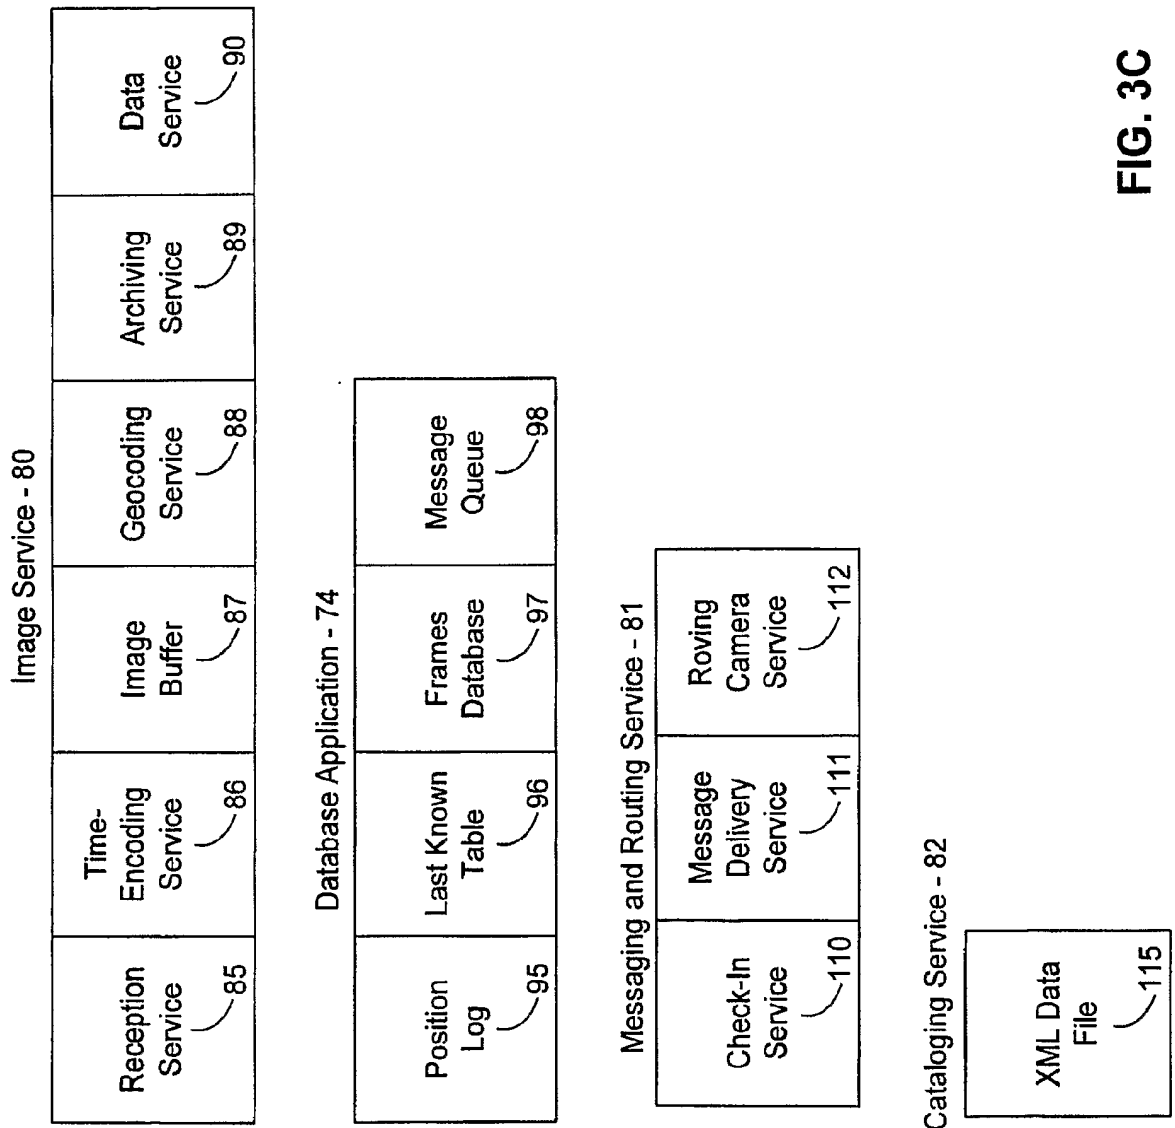 Image Service - 80
Reception
Service
85
Time-
Encoding
Service
86
Image
Buffer
87
Geocoding
Service
88
Archiving
Service
89
Data
Service
90
Database Application - 74
Position
Log
95
Last Known
Table
96
Frames
Database
97
Message
Queue
98
Messaging and Routing Service - 81
Check-In
Service
110
Message
Delivery
Service
111
Roving
Camera
Service
112
Cataloging Service - 82
XML Data
File
115
FIG. 3C